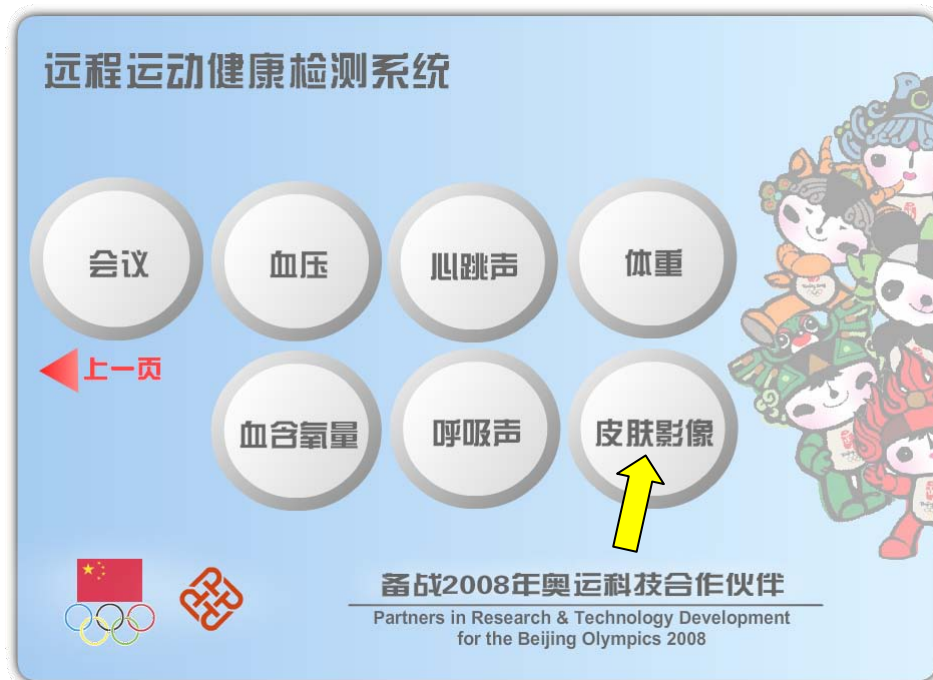 远程运动健康检测系统
会议
血压
心跳声
体重
上一页
血含氧量
呼吸声
皮肤影像
备战2008年奥运科技合作伙伴
Partners in Research & Technology Development
for the Beijing Olympics 2008